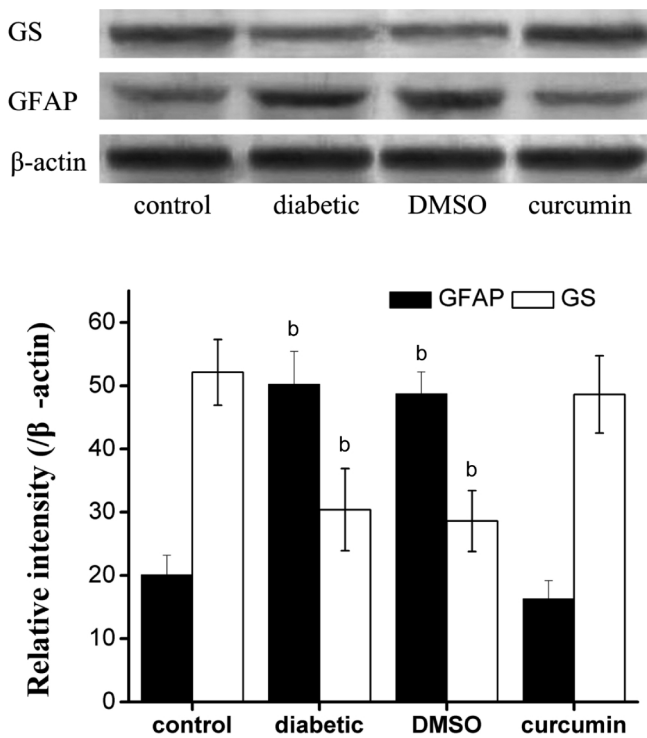 GS
GFAP
β-actin
control diabetic DMSO curcumin
GFAP GS
Relative intensity (/β -actin)
60
50
40
30
20
10
0
b
b
b
b
control diabetic DMSO curcumin